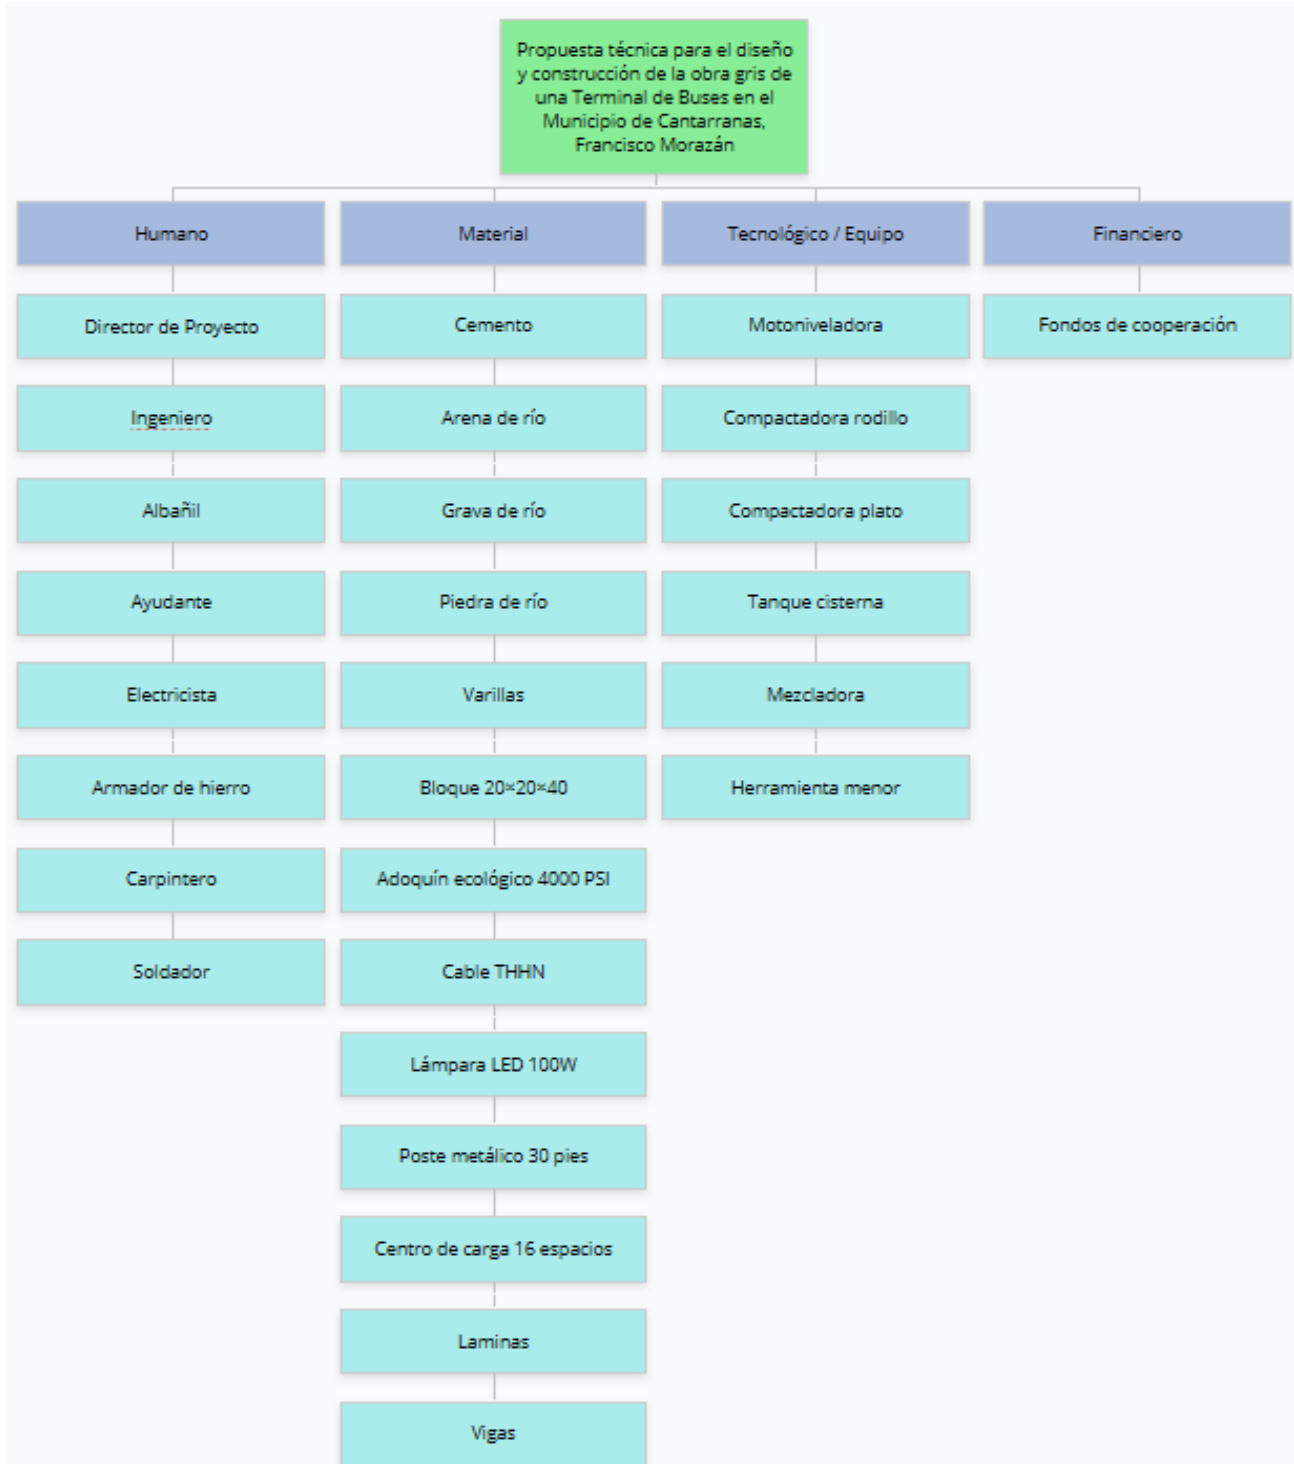 Propuesta técnica para el diseño
y construcción de la obra gris de
una Terminal de Buses en el
Municipio de Cantarranas,
Francisco Morazán
Humano
Director de Proyecto
Ingeniero
Albañil
Ayudante
Electricista
Armador de hierro
Carpintero
Soldador
Material
Cemento
Arena de río
Grava de río
Piedra de río
Varillas
Bloque 20×20×40
Adoquín ecológico 4000 PSI
Cable THHN
Lámpara LED 100W
Poste metálico 30 pies
Centro de carga 16 espacios
Laminas
Vigas
Tecnológico / Equipo
Motoniveladora
Compactadora rodillo
Compactadora plato
Tanque cisterna
Mezcladora
Herramienta menor
Financiero
Fondos de cooperación